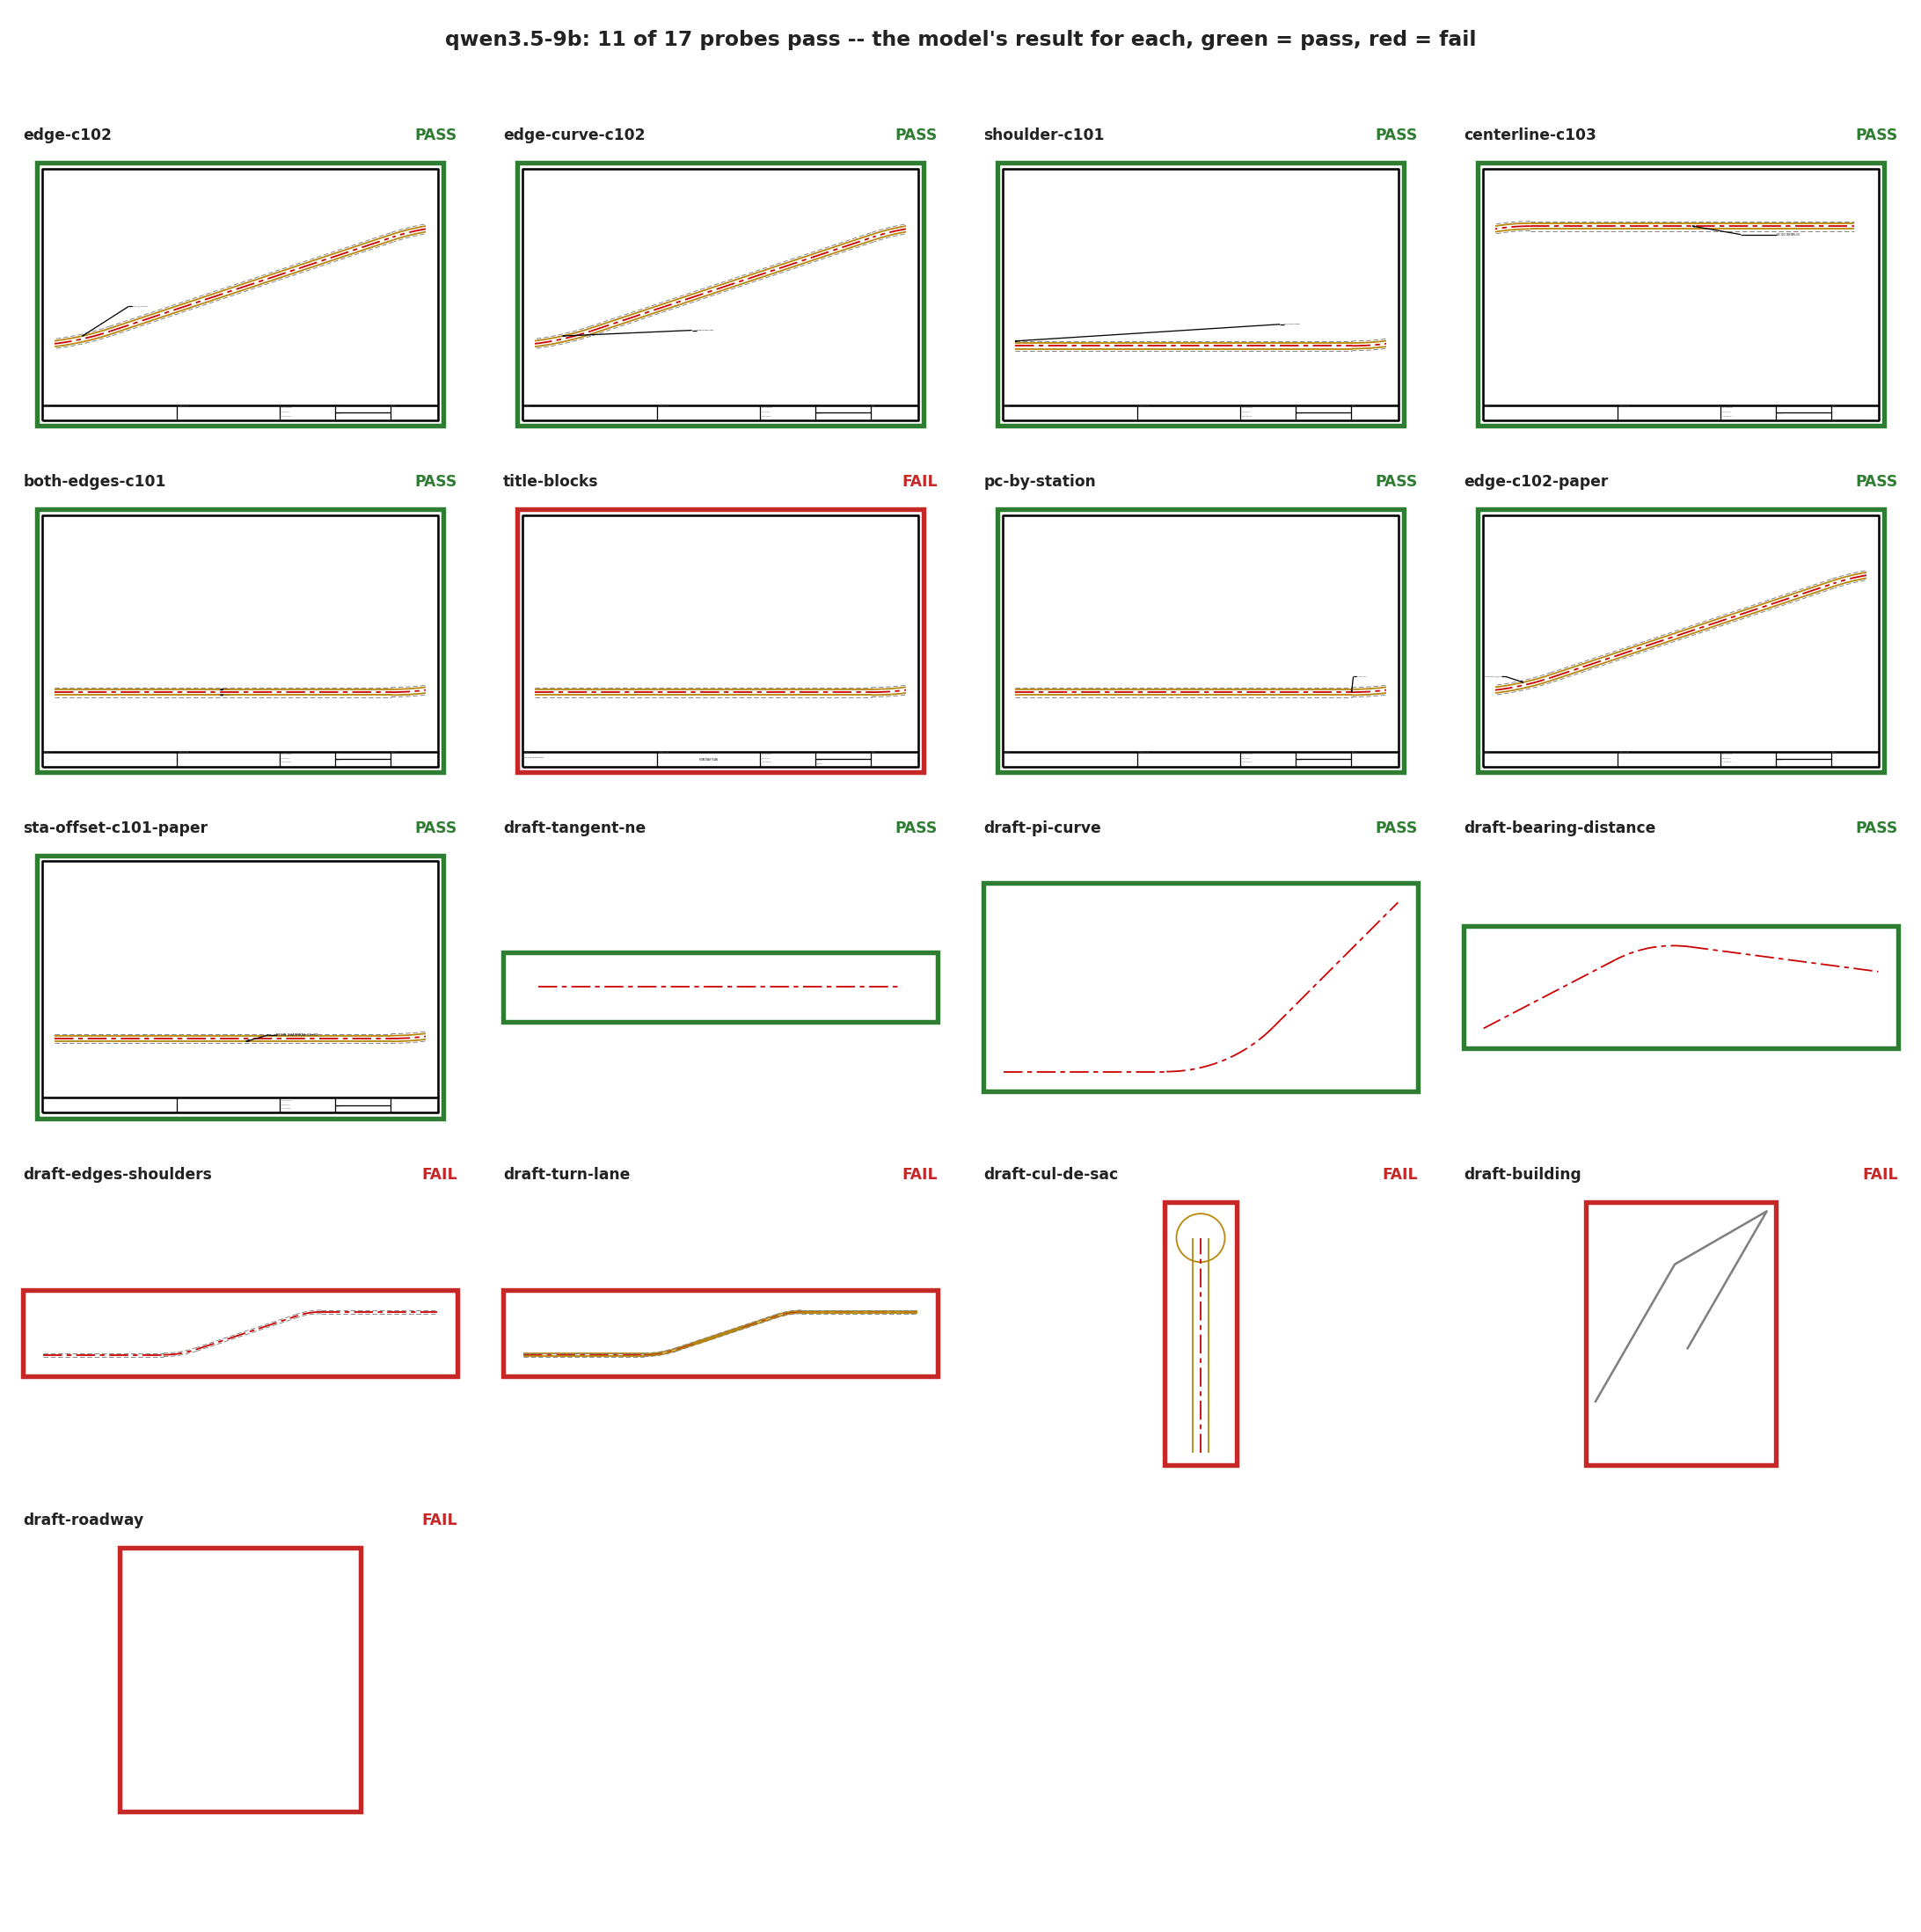 qwen3.5-9b: 11 of 17 probes pass -- the model's result for each, green = pass, red = fail
edge-c102 PASS
edge-curve-c102 PASS
shoulder-c101 PASS
centerline-c103 PASS
both-edges-c101 PASS
title-blocks FAIL
pc-by-station PASS
edge-c102-paper PASS
sta-offset-c101-paper PASS
draft-tangent-ne PASS
draft-pi-curve PASS
draft-bearing-distance PASS
draft-edges-shoulders FAIL
draft-turn-lane FAIL
draft-cul-de-sac FAIL
draft-building FAIL
draft-roadway FAIL